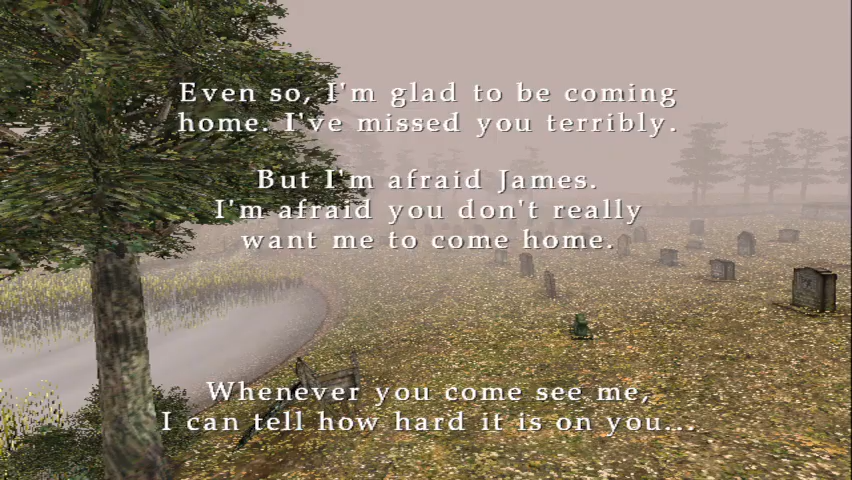 Even so, I'm glad to be coming
home. I've missed you terribly.
But I'm afraid James.
I'm afraid you don't really
want me to come home.
Whenever you come see me,
I can tell how hard it is on you...